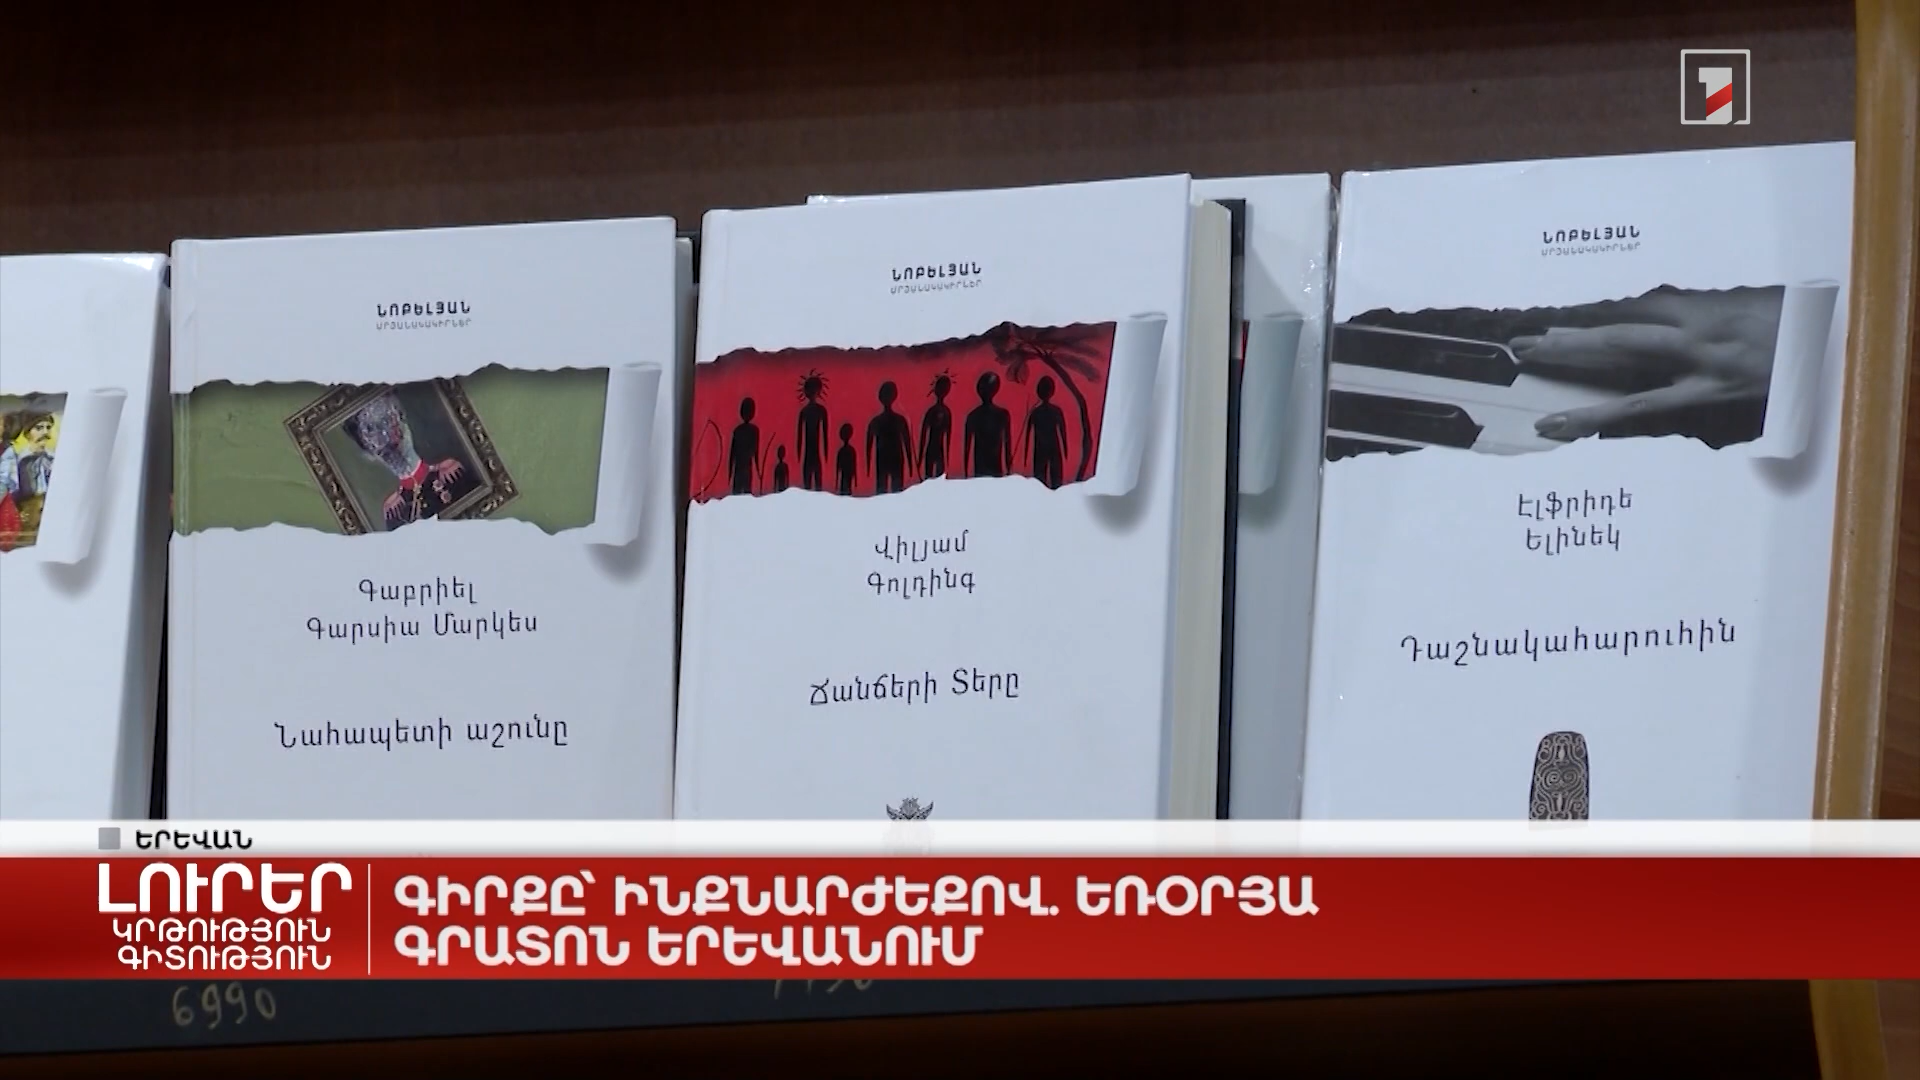 ՆՈԲԵԼՅԱՆ
ՄՐՑԱՆԱԿԱԿԻՐՆԵՐ
Գաբրիել
Գարսիա Մարկես
Նահապետի աշունը
ՆՈԲԵԼՅԱՆ
ՄՐՑԱՆԱԿԱԿԻՐՆԵՐ
Վիլյամ
Գոլդինգ
Ճանճերի Տերը
ՆՈԲԵԼՅԱՆ
ՄՐՑԱՆԱԿԱԿԻՐՆԵՐ
Էլֆրիդե
Ելինեկ
Դաշնակահարուհին
1
ԵՐԵՎԱՆ
ԼՈՒՐԵՐ
ԿՐԹՈՒԹՅՈՒՆ
ԳԻՏՈՒԹՅՈՒՆ
ԳԻՐՔԸ՝ ԻՆՔՆԱՐԺԵՔՈՎ. ԵՌՕՐՅԱ
ԳՐԱՏՈՆ ԵՐԵՎԱՆՈՒՄ
6990